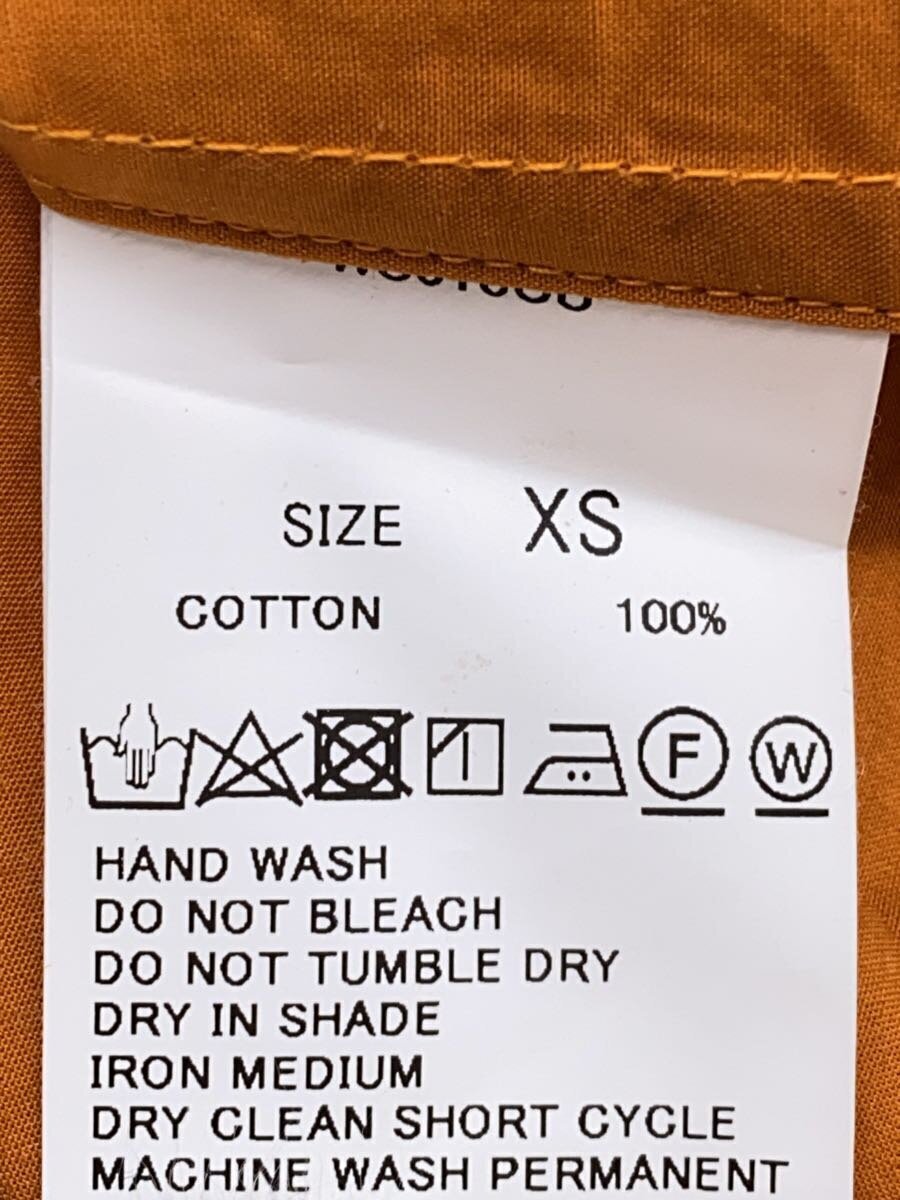 SIZE XS
COTTON 100%
F W
HAND WASH
DO NOT BLEACH
DO NOT TUMBLE DRY
DRY IN SHADE
IRON MEDIUM
DRY CLEAN SHORT CYCLE
MACHINE WASH PERMANENT